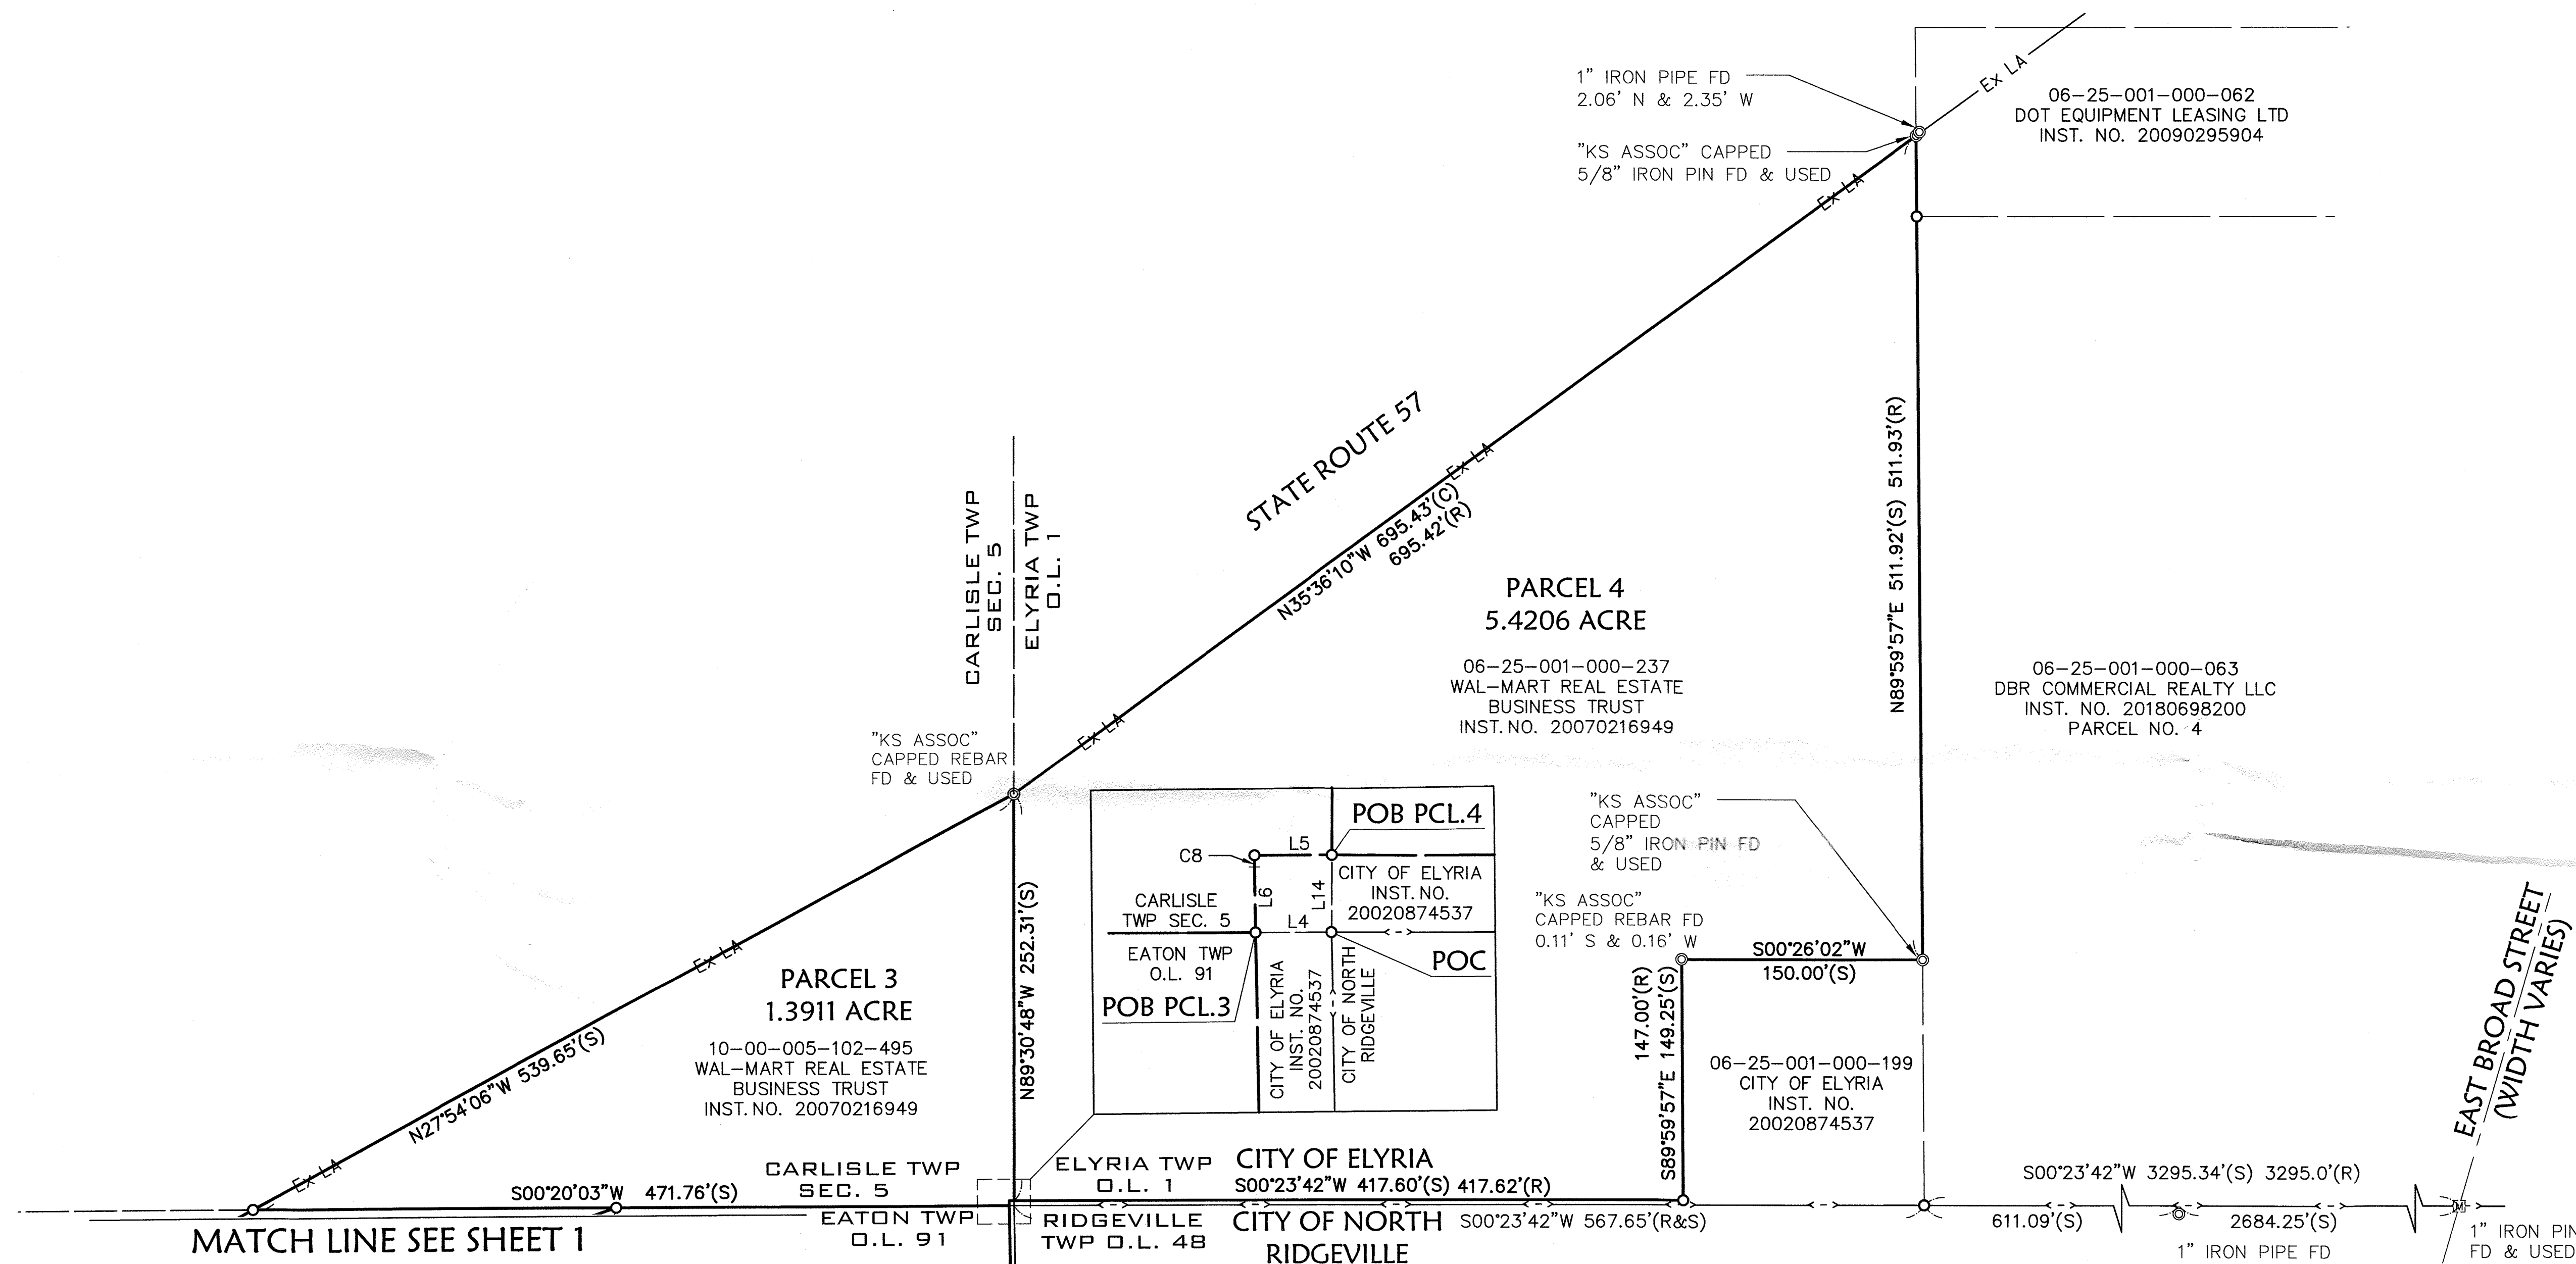 1" IRON PIPE FD
2.06' N & 2.35' W
"KS ASSOC" CAPPED
5/8" IRON PIN FD & USED
Ex LA
06-25-001-000-062
DOT EQUIPMENT LEASING LTD
INST. NO. 20090295904
Ex LA
STATE ROUTE 57
Ex LA
N35°36'10"W 695.43'(C)
695.42'(R)
N89°59'57"E 511.92'(S) 511.93'(R)
CARLISLE TWP
SEC. 5
ELYRIA TWP
O.L. 1
PARCEL 4
5.4206 ACRE
06-25-001-000-237
WAL-MART REAL ESTATE
BUSINESS TRUST
INST. NO. 20070216949
06-25-001-000-063
DBR COMMERCIAL REALTY LLC
INST. NO. 20180698200
PARCEL NO. 4
Ex LA
"KS ASSOC"
CAPPED REBAR
FD & USED
"KS ASSOC"
CAPPED
5/8" IRON PIN FD
& USED
"KS ASSOC"
CAPPED REBAR FD
0.11' S & 0.16' W
POB PCL.4
C8
L5
L6
L14
L4
CITY OF ELYRIA
INST. NO.
20020874537
CARLISLE
TWP SEC. 5
EATON TWP
O.L. 91
POB PCL.3
POC
CITY OF ELYRIA
INST. NO.
20020874537
CITY OF NORTH
RIDGEVILLE
N89°30'48"W 252.31'(S)
Ex LA
PARCEL 3
1.3911 ACRE
10-00-005-102-495
WAL-MART REAL ESTATE
BUSINESS TRUST
INST. NO. 20070216949
N27°54'06"W 539.65'(S)
Ex LA
S00°26'02"W
150.00'(S)
147.00'(R)
S89°59'57"E 149.25'(S)
06-25-001-000-199
CITY OF ELYRIA
INST. NO.
20020874537
EAST BROAD STREET
(WIDTH VARIES)
S00°20'03"W 471.76'(S)
CARLISLE TWP
SEC. 5
ELYRIA TWP
O.L. 1
CITY OF ELYRIA
S00°23'42"W 417.60'(S) 417.62'(R)
S00°23'42"W 3295.34'(S) 3295.0'(R)
MATCH LINE SEE SHEET 1
EATON TWP
O.L. 91
RIDGEVILLE
TWP O.L. 48
CITY OF NORTH
RIDGEVILLE
S00°23'42"W 567.65'(R&S)
611.09'(S)
2684.25'(S)
M
1" IRON PIPE FD
1" IRON PIN
FD & USED